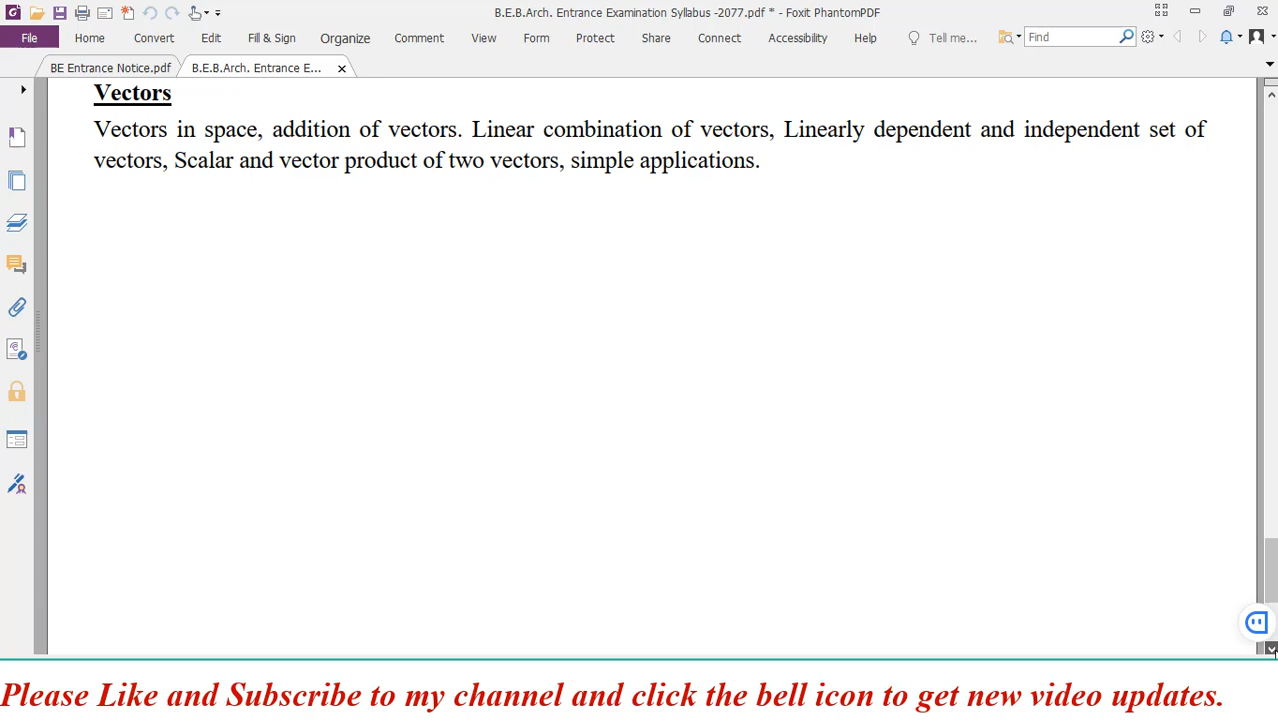 B.E.B.Arch. Entrance Examination Syllabus -2077.pdf * - Foxit PhantomPDF
File Home Convert Edit Fill & Sign Organize Comment View Form Protect Share Connect Accessibility Help Tell me... Find
BE Entrance Notice.pdf B.E.B.Arch. Entrance E...
Vectors
Vectors in space, addition of vectors. Linear combination of vectors, Linearly dependent and independent set of
vectors, Scalar and vector product of two vectors, simple applications.
Please Like and Subscribe to my channel and click the bell icon to get new video updates.